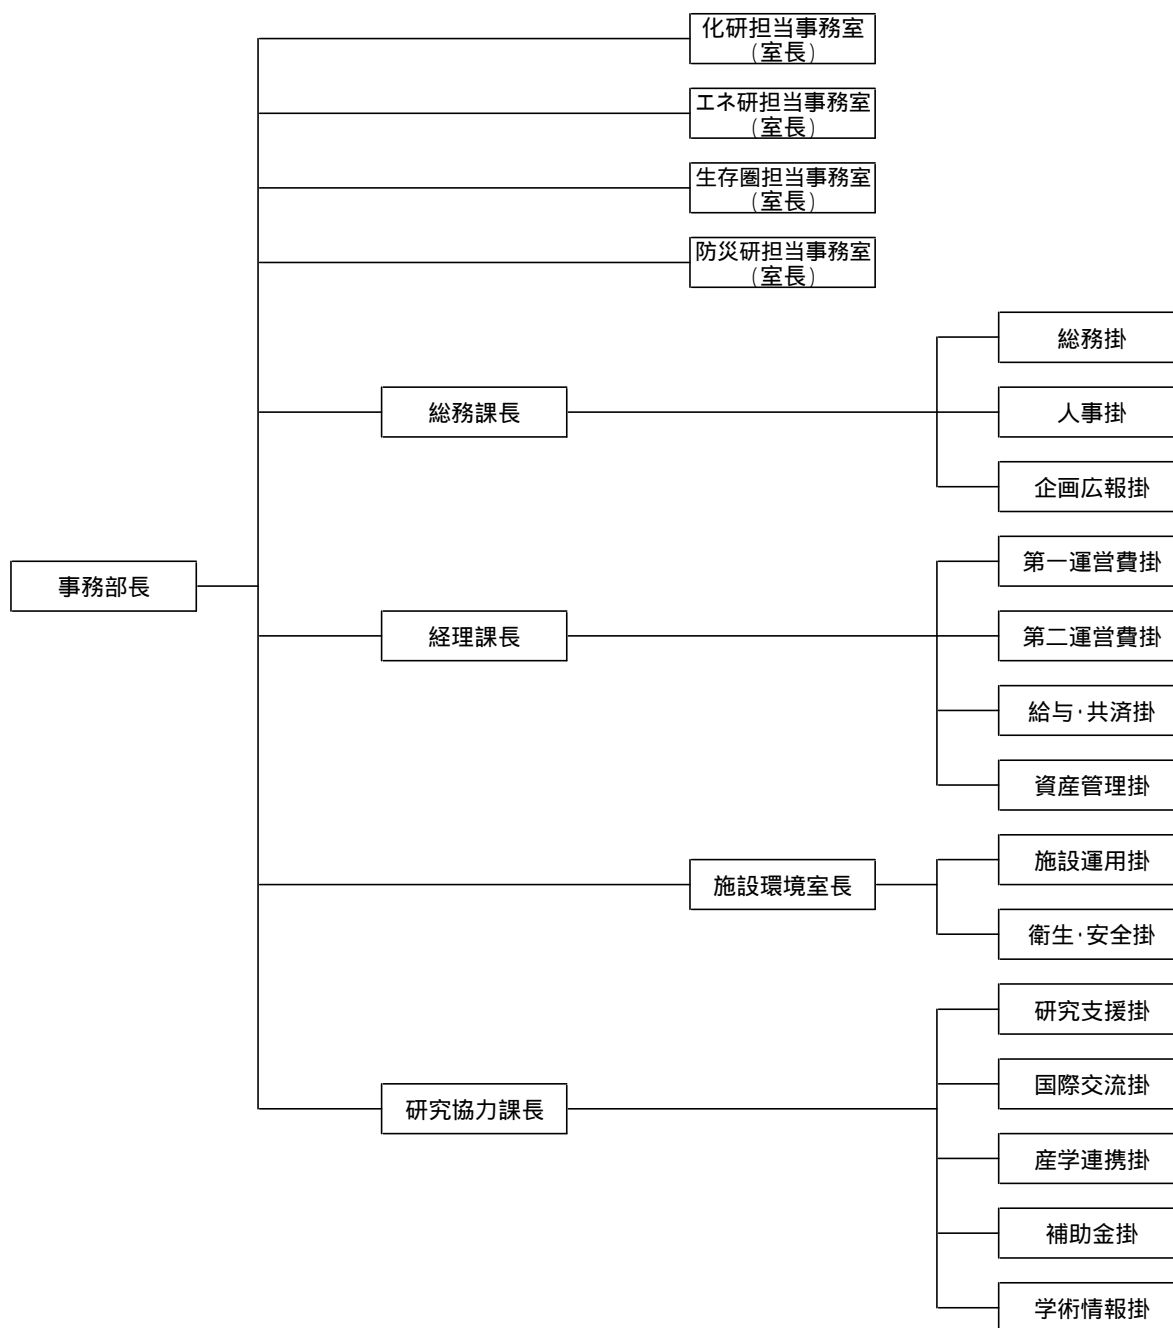 化研担当事務室
(室長)
エネ研担当事務室
(室長)
生存圏担当事務室
(室長)
防災研担当事務室
(室長)
総務掛
総務課長
人事掛
企画広報掛
第一運営費掛
事務部長
経理課長
第二運営費掛
給与・共済掛
資産管理掛
施設運用掛
施設環境室長
衛生・安全掛
研究支援掛
国際交流掛
研究協力課長
産学連携掛
補助金掛
学術情報掛